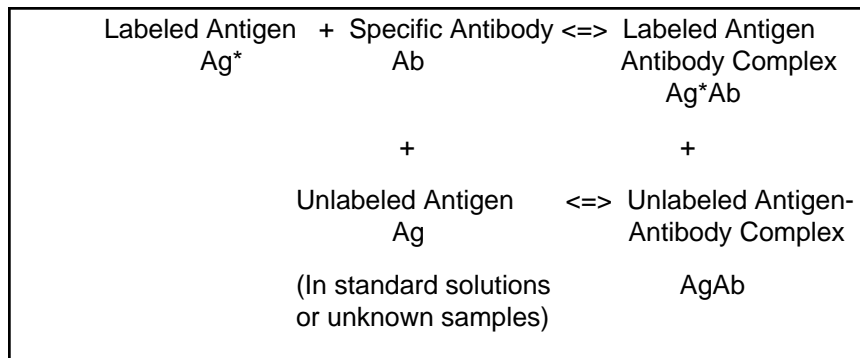 Labeled Antigen + Specific Antibody <=> Labeled Antigen
Ag* Ab Antibody Complex
Ag*Ab
+ +
Unlabeled Antigen <=> Unlabeled Antigen-
Ag Antibody Complex
(In standard solutions AgAb
or unknown samples)